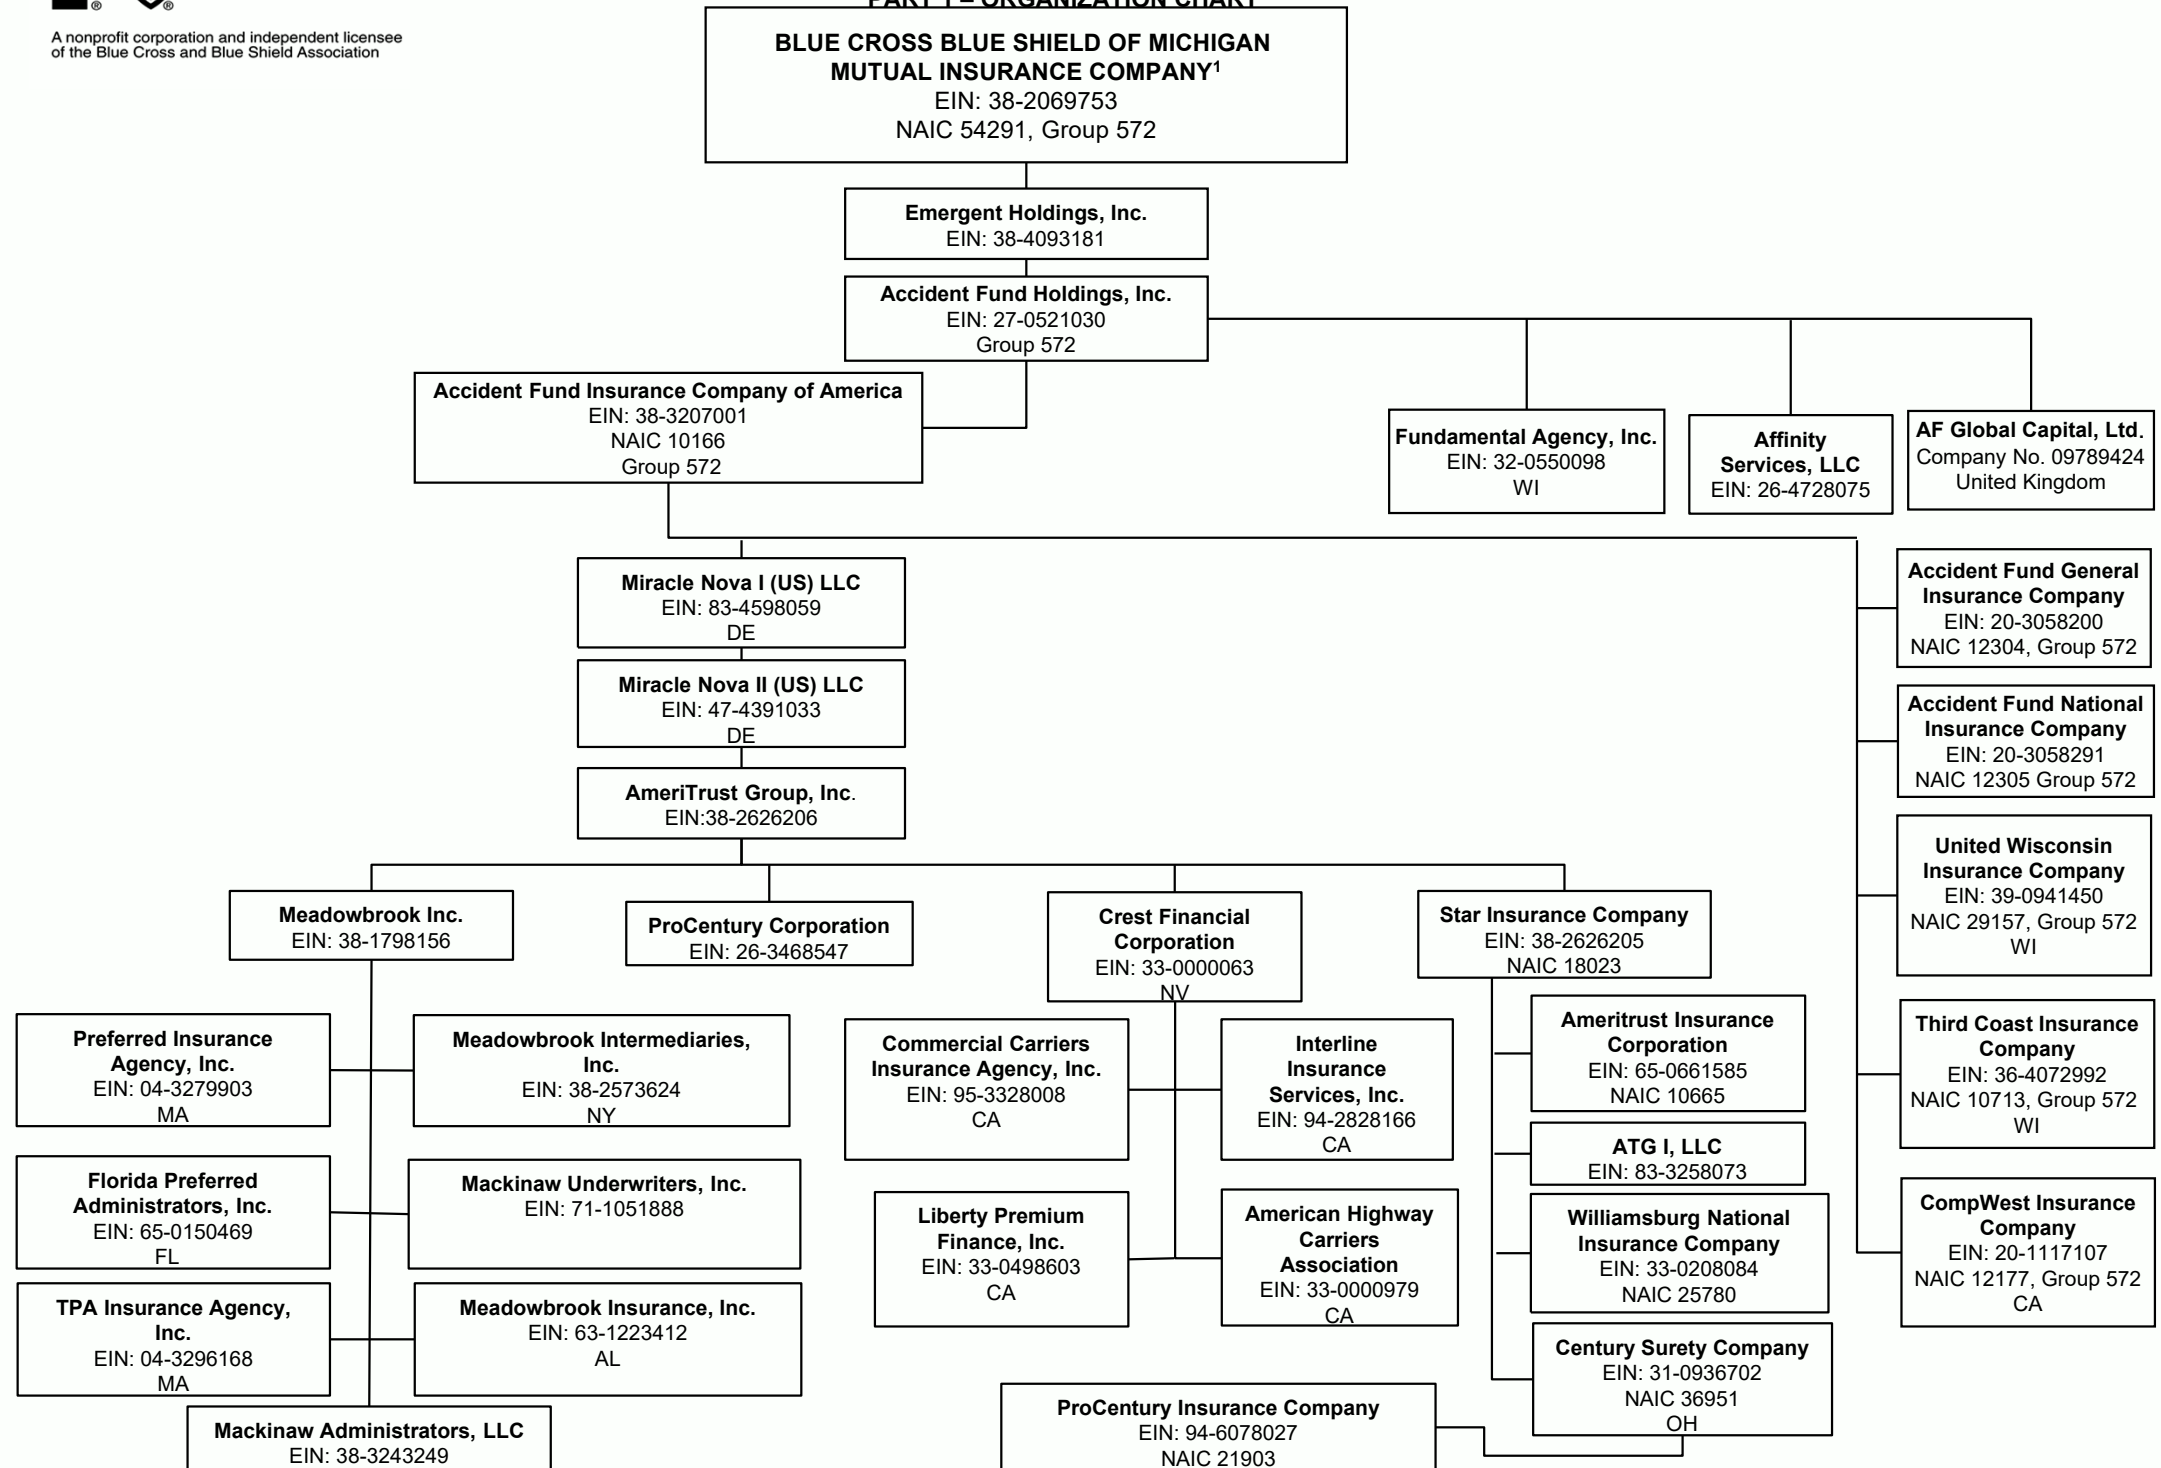 PART 1 – ORGANIZATION CHART
® ®
A nonprofit corporation and independent licensee
of the Blue Cross and Blue Shield Association
BLUE CROSS BLUE SHIELD OF MICHIGAN
MUTUAL INSURANCE COMPANY¹
EIN: 38-2069753
NAIC 54291, Group 572
Emergent Holdings, Inc.
EIN: 38-4093181
Accident Fund Holdings, Inc.
EIN: 27-0521030
Group 572
Accident Fund Insurance Company of America
EIN: 38-3207001
NAIC 10166
Group 572
Fundamental Agency, Inc.
EIN: 32-0550098
WI
Affinity
Services, LLC
EIN: 26-4728075
AF Global Capital, Ltd.
Company No. 09789424
United Kingdom
Miracle Nova I (US) LLC
EIN: 83-4598059
DE
Miracle Nova II (US) LLC
EIN: 47-4391033
DE
AmeriTrust Group, Inc.
EIN:38-2626206
Accident Fund General
Insurance Company
EIN: 20-3058200
NAIC 12304, Group 572
Accident Fund National
Insurance Company
EIN: 20-3058291
NAIC 12305 Group 572
United Wisconsin
Insurance Company
EIN: 39-0941450
NAIC 29157, Group 572
WI
Third Coast Insurance
Company
EIN: 36-4072992
NAIC 10713, Group 572
WI
CompWest Insurance
Company
EIN: 20-1117107
NAIC 12177, Group 572
CA
Meadowbrook Inc.
EIN: 38-1798156
ProCentury Corporation
EIN: 26-3468547
Crest Financial
Corporation
EIN: 33-0000063
NV
Star Insurance Company
EIN: 38-2626205
NAIC 18023
Preferred Insurance
Agency, Inc.
EIN: 04-3279903
MA
Meadowbrook Intermediaries,
Inc.
EIN: 38-2573624
NY
Florida Preferred
Administrators, Inc.
EIN: 65-0150469
FL
Mackinaw Underwriters, Inc.
EIN: 71-1051888
TPA Insurance Agency,
Inc.
EIN: 04-3296168
MA
Meadowbrook Insurance, Inc.
EIN: 63-1223412
AL
Mackinaw Administrators, LLC
EIN: 38-3243249
Commercial Carriers
Insurance Agency, Inc.
EIN: 95-3328008
CA
Interline
Insurance
Services, Inc.
EIN: 94-2828166
CA
Liberty Premium
Finance, Inc.
EIN: 33-0498603
CA
American Highway
Carriers
Association
EIN: 33-0000979
CA
Ameritrust Insurance
Corporation
EIN: 65-0661585
NAIC 10665
ATG I, LLC
EIN: 83-3258073
Williamsburg National
Insurance Company
EIN: 33-0208084
NAIC 25780
Century Surety Company
EIN: 31-0936702
NAIC 36951
OH
ProCentury Insurance Company
EIN: 94-6078027
NAIC 21903